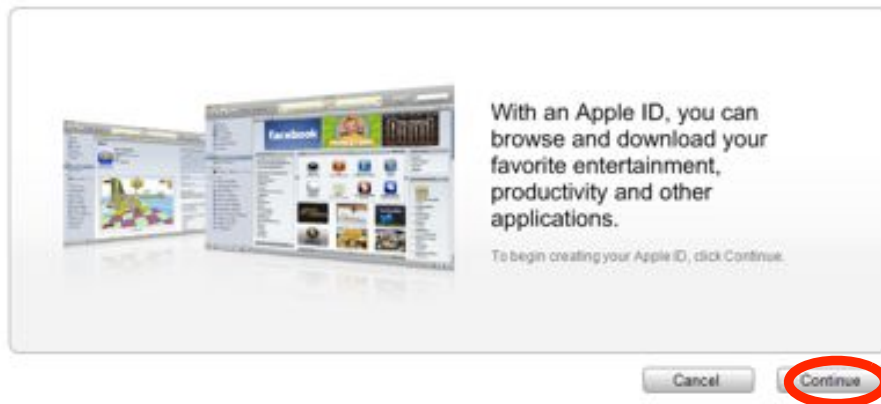 facebook
With an Apple ID, you can
browse and download your
favorite entertainment,
productivity and other
applications.
To begin creating your Apple ID, click Continue.
Cancel
Continue